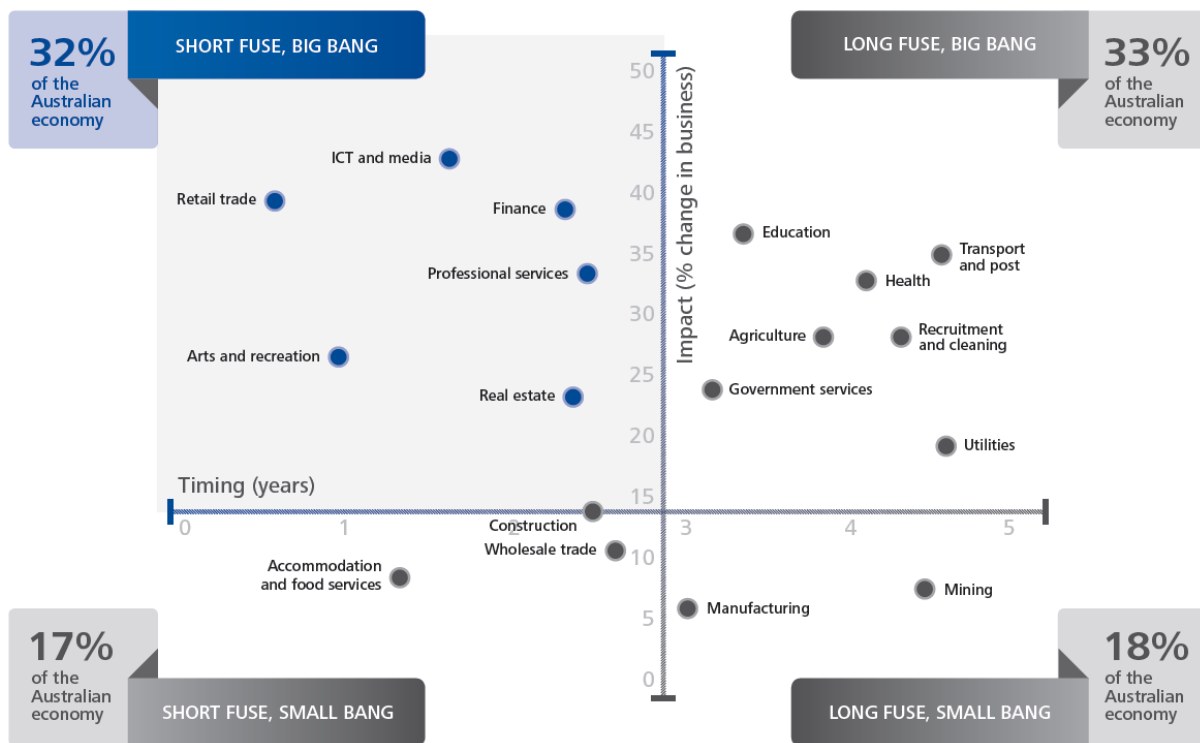 32%
of the
Australian
economy
SHORT FUSE, BIG BANG
LONG FUSE, BIG BANG
33%
of the
Australian
economy
Impact (% change in business)
50
45
40
35
30
25
20
15
10
5
0
ICT and media
Retail trade
Finance
Professional services
Arts and recreation
Real estate
Education
Transport
and post
Health
Agriculture
Recruitment
and cleaning
Government services
Utilities
Timing (years)
0
1
2
3
4
5
Construction
Wholesale trade
Accommodation
and food services
Manufacturing
Mining
17%
of the
Australian
economy
SHORT FUSE, SMALL BANG
LONG FUSE, SMALL BANG
18%
of the
Australian
economy